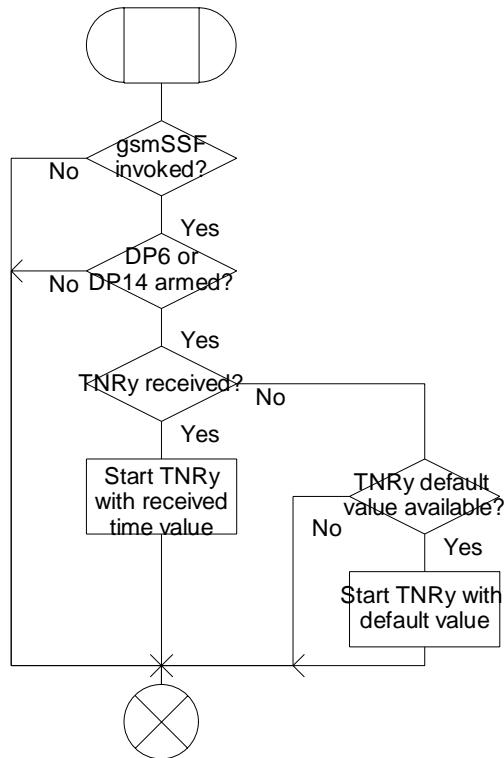 gsmSSF
invoked?
No
Yes
DP6 or
DP14 armed?
No
Yes
TNRy received?
No
Yes
Start TNRy
with received
time value
TNRy default
value available?
No
Yes
Start TNRy with
default value